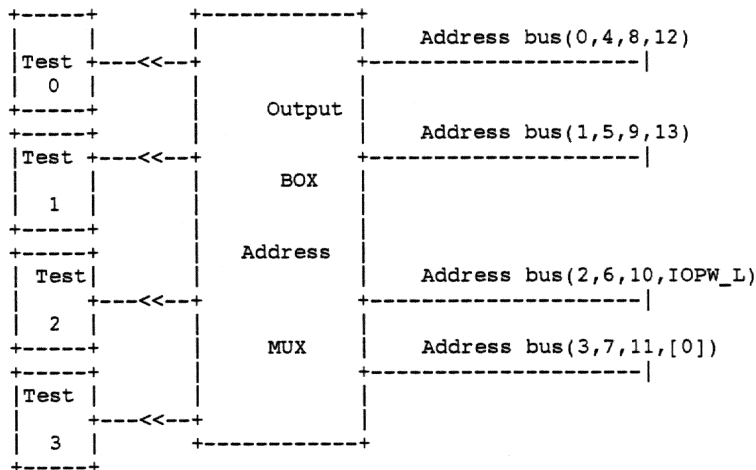 Address bus(0,4,8,12)
Test
0
Output
Address bus(1,5,9,13)
Test
BOX
1
Address
Test
Address bus(2,6,10,IOPW_L)
2
MUX
Address bus(3,7,11,[0])
Test
3